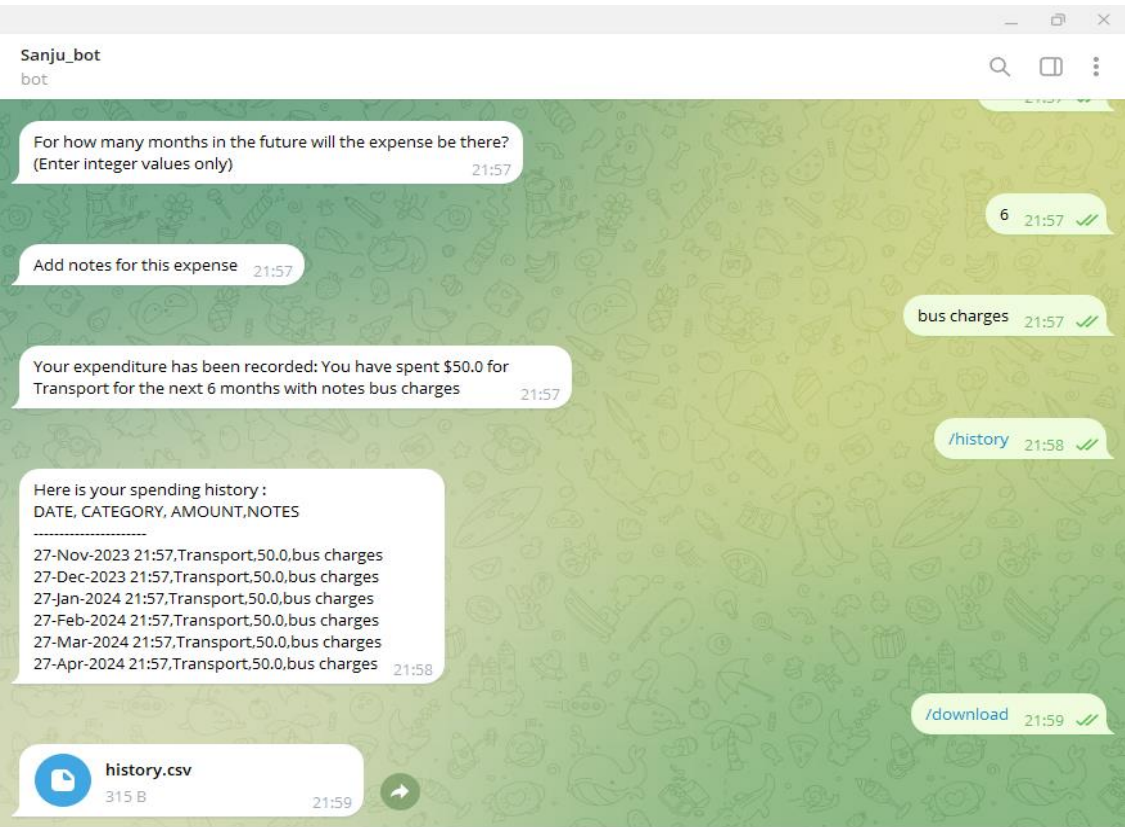 Sanju_bot
bot
For how many months in the future will the expense be there?
(Enter integer values only)
21:57
6 21:57
Add notes for this expense 21:57
bus charges 21:57
Your expenditure has been recorded: You have spent $50.0 for
Transport for the next 6 months with notes bus charges 21:57
/history 21:58
Here is your spending history :
DATE, CATEGORY, AMOUNT,NOTES
----------------------
27-Nov-2023 21:57,Transport,50.0,bus charges
27-Dec-2023 21:57,Transport,50.0,bus charges
27-Jan-2024 21:57,Transport,50.0,bus charges
27-Feb-2024 21:57,Transport,50.0,bus charges
27-Mar-2024 21:57,Transport,50.0,bus charges
27-Apr-2024 21:57,Transport,50.0,bus charges 21:58
/download 21:59
history.csv
315 B 21:59